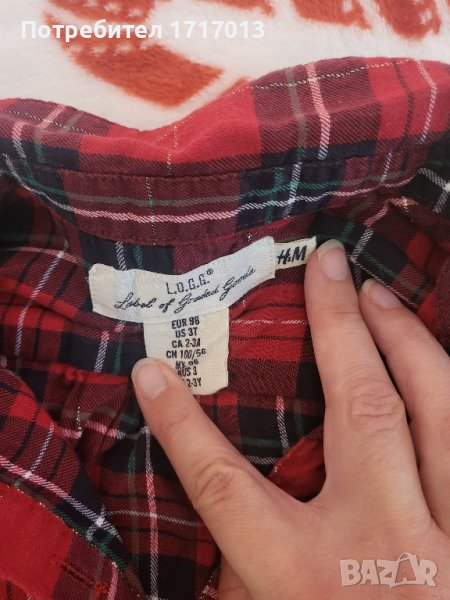 Потребител 1717013
L.O.G.G.®
Label of Graded Goods
H&M
EUR 98
US 3T
CA 2-3A
CN 100/56
MX 98
AUS 3
2-3Y
BAZAR